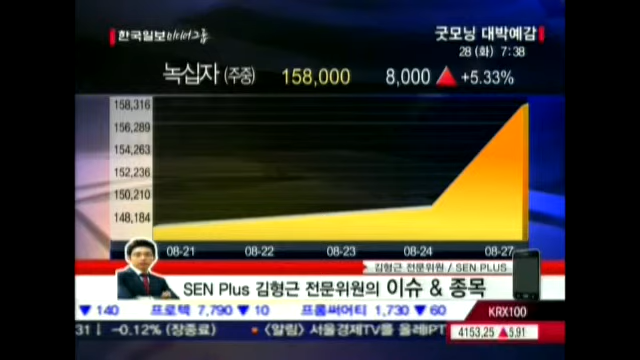 한국일보 미디어그룹
굿모닝 대박예감
28 (화) 7:38
녹십자 (주중) 158,000 8,000 ▲ +5.33%
158,316
156,289
154,263
152,236
150,210
148,184
08-21 08-22 08-23 08-24 08-27
김형근 전문위원 / SEN PLUS
SEN Plus 김형근 전문위원의 이슈 & 종목
▼ 140 프로텍 7,790 ▼ 10 프롬써어티 1,730 ▼ 60 KRX100
31 ↓ -0.12% (장종료) •<알림> 서울경제TV를 올레PT 4153,25 ▲ 5.91